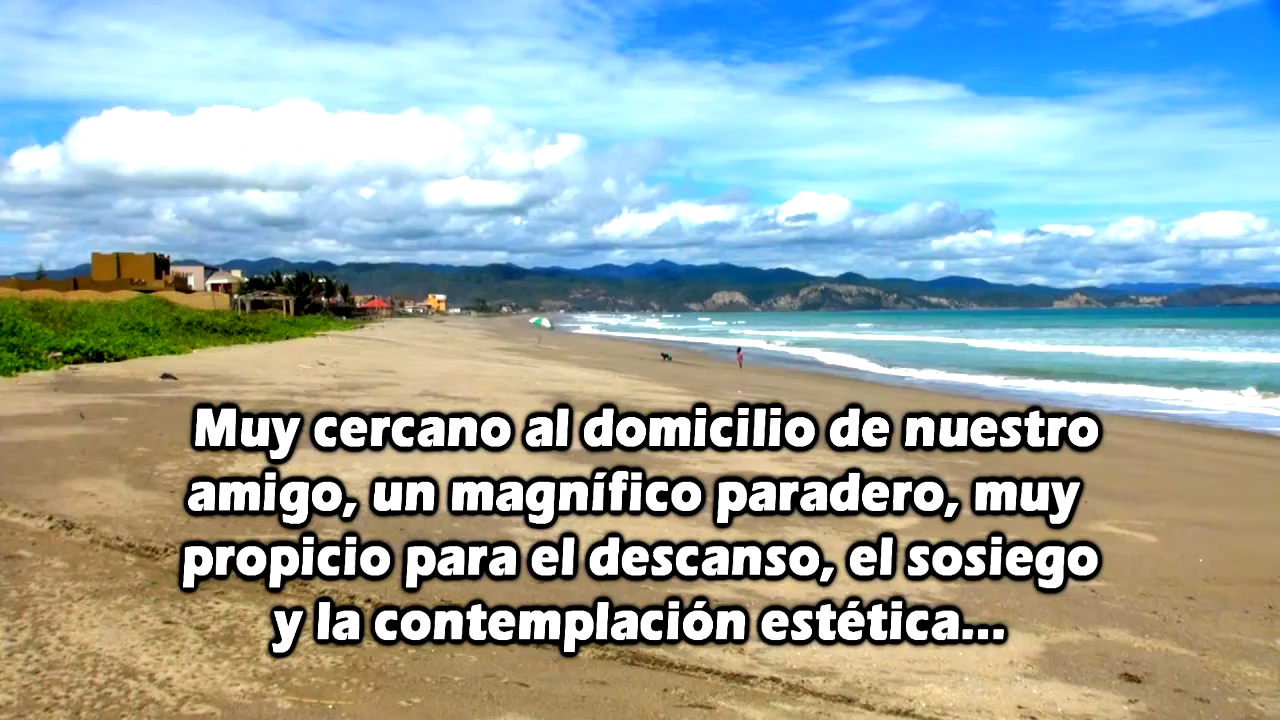 Muy cercano al domicilio de nuestro
amigo, un magnífico paradero, muy
propicio para el descanso, el sosiego
y la contemplación estética...